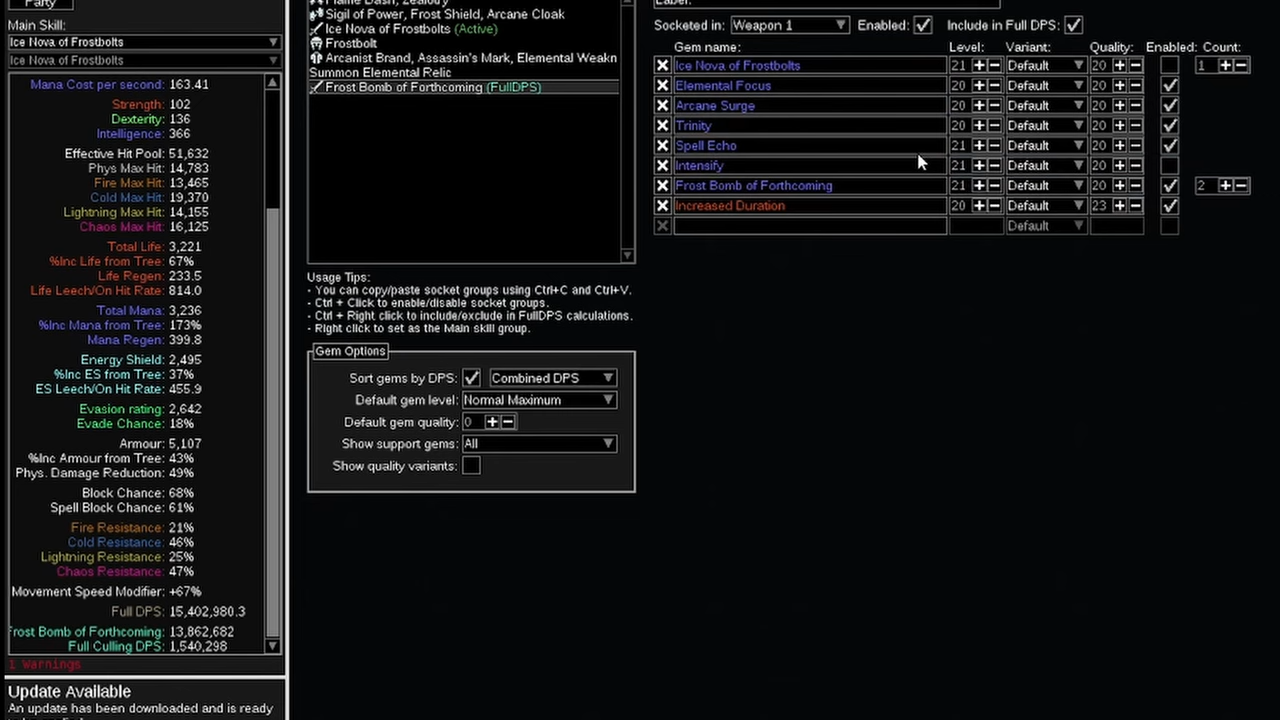 Party
Main Skill:
Ice Nova of Frostbolts
Ice Nova of Frostbolts
Mana Cost per second: 163.41
Strength: 102
Dexterity: 136
Intelligence: 366
Effective Hit Pool: 51,632
Phys Max Hit: 14,783
Fire Max Hit: 13,465
Cold Max Hit: 19,370
Lightning Max Hit: 14,155
Chaos Max Hit: 16,125
Total Life: 3,221
%Inc Life from Tree: 67%
Life Regen: 233.5
Life Leech/On Hit Rate: 814.0
Total Mana: 3,236
%Inc Mana from Tree: 173%
Mana Regen: 399.8
Energy Shield: 2,495
%Inc ES from Tree: 37%
ES Leech/On Hit Rate: 455.9
Evasion rating: 2,642
Evade Chance: 18%
Armour: 5,107
%Inc Armour from Tree: 43%
Phys. Damage Reduction: 49%
Block Chance: 68%
Spell Block Chance: 61%
Fire Resistance: 21%
Cold Resistance: 46%
Lightning Resistance: 25%
Chaos Resistance: 47%
Movement Speed Modifier: +67%
Full DPS: 15,402,980.3
Frost Bomb of Forthcoming: 13,862,682
Full Culling DPS: 1,540,298
1 Warnings
Update Available
An update has been downloaded and is ready
Flame Dash, Zealotry
Sigil of Power, Frost Shield, Arcane Cloak
Ice Nova of Frostbolts (Active)
Frostbolt
Arcanist Brand, Assassin's Mark, Elemental Weakn
Summon Elemental Relic
Frost Bomb of Forthcoming (FullDPS)
Usage Tips:
- You can copy/paste socket groups using Ctrl+C and Ctrl+V.
- Ctrl + Click to enable/disable socket groups.
- Ctrl + Right click to include/exclude in FullDPS calculations.
- Right click to set as the Main skill group.
Gem Options
Sort gems by DPS: Combined DPS
Default gem level: Normal Maximum
Default gem quality: 0
Show support gems: All
Show quality variants:
Label:
Socketed in: Weapon 1 Enabled: Include in Full DPS:
Gem name: Level: Variant: Quality: Enabled: Count:
Ice Nova of Frostbolts 21 Default 20 1
Elemental Focus 20 Default 20
Arcane Surge 20 Default 20
Trinity 20 Default 20
Spell Echo 21 Default 20
Intensify 21 Default 20
Frost Bomb of Forthcoming 21 Default 20 2
Increased Duration 20 Default 23
Default